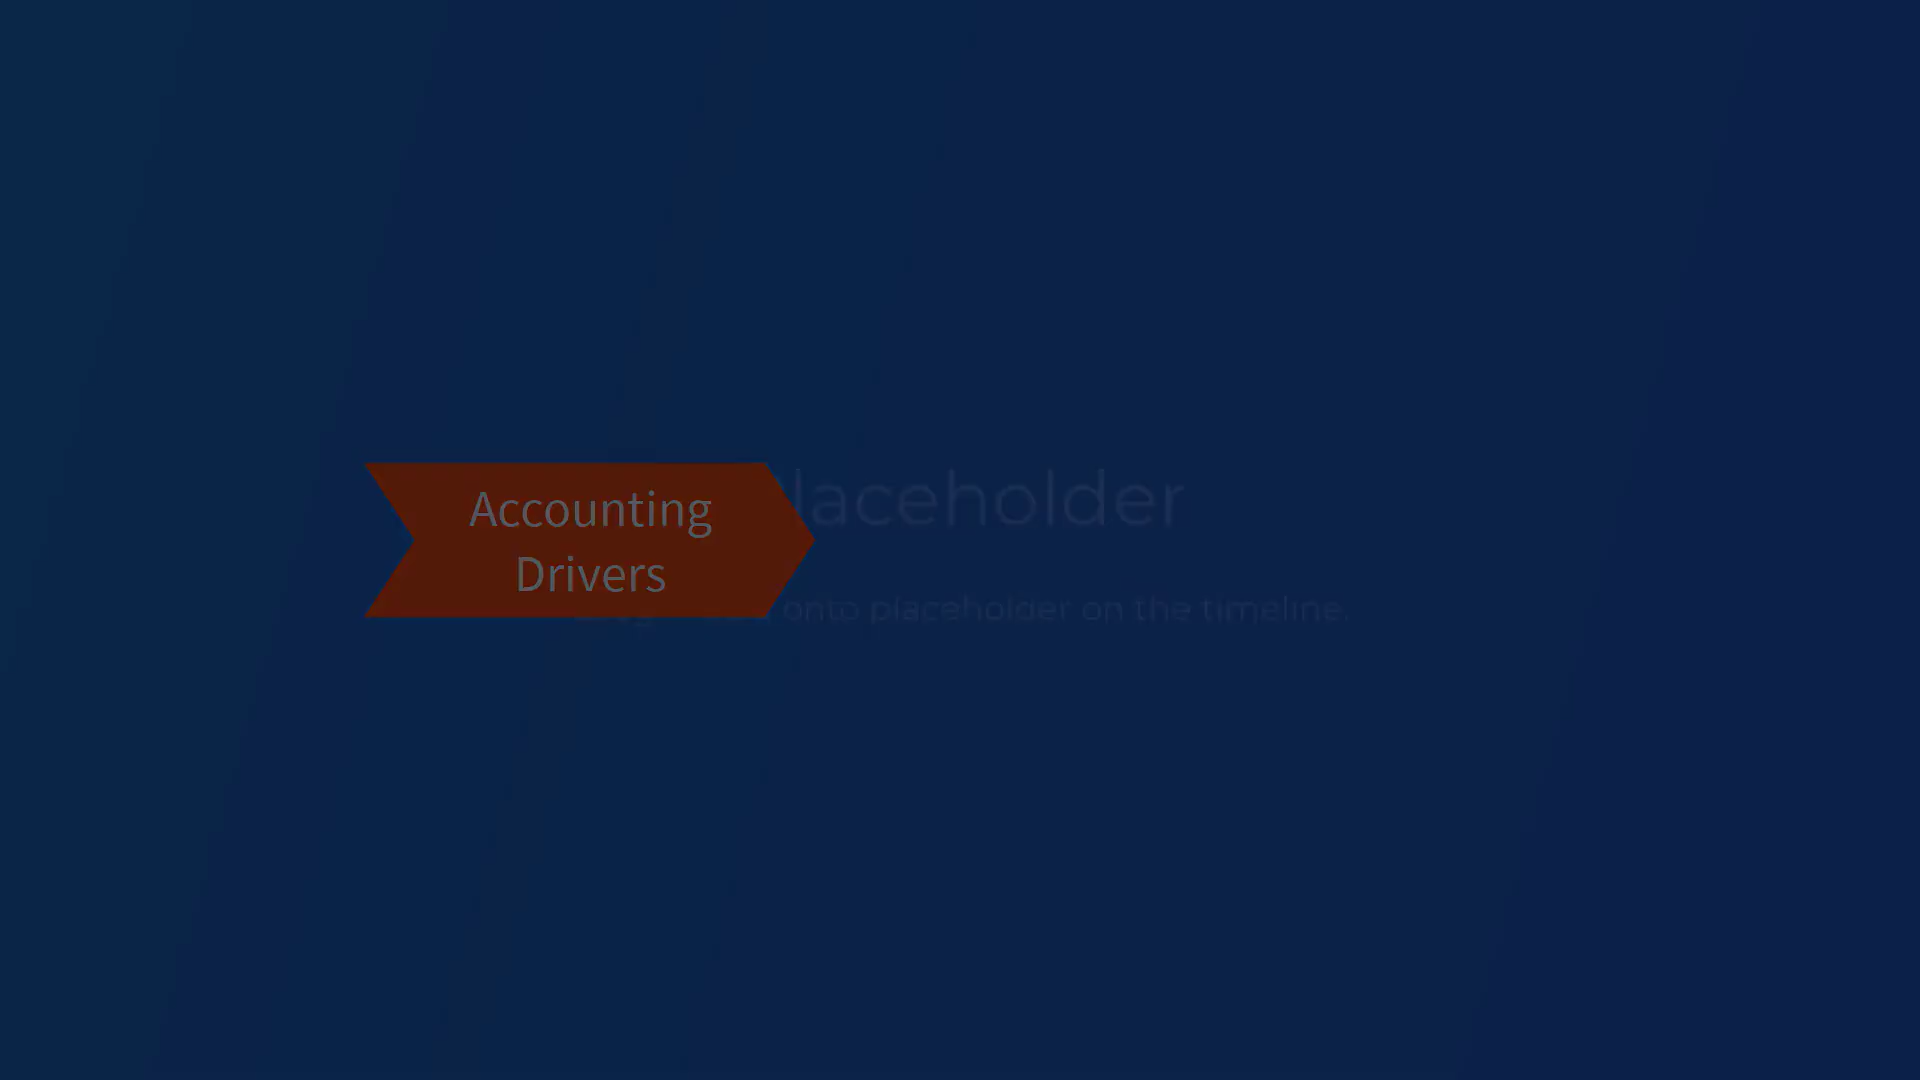 Accounting
Drivers
laceholder
onto placeholder on the timeline.